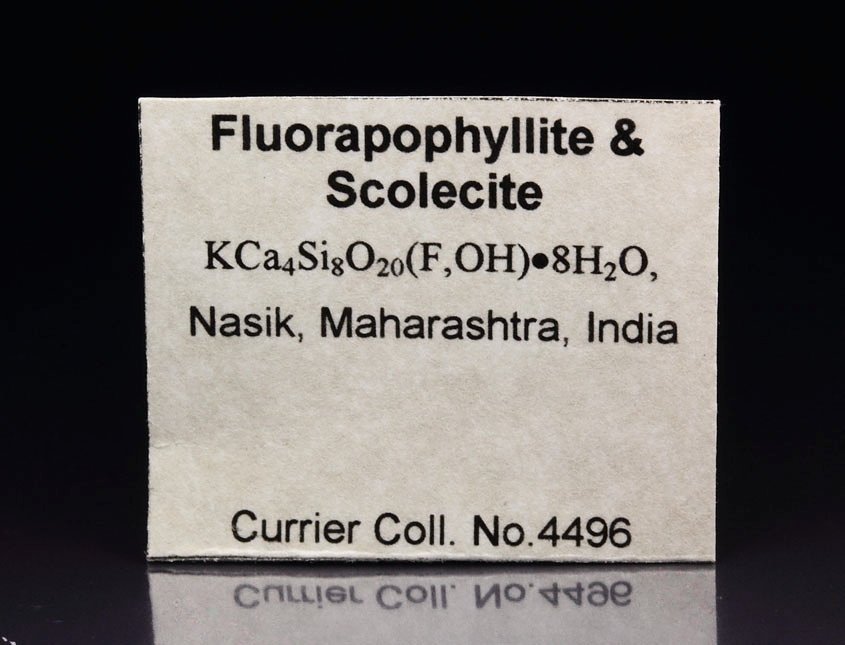 Fluorapophyllite &
Scolecite
KCa₄Si₈O₂₀(F,OH)•8H₂O,
Nasik, Maharashtra, India
Currier Coll. No.4496